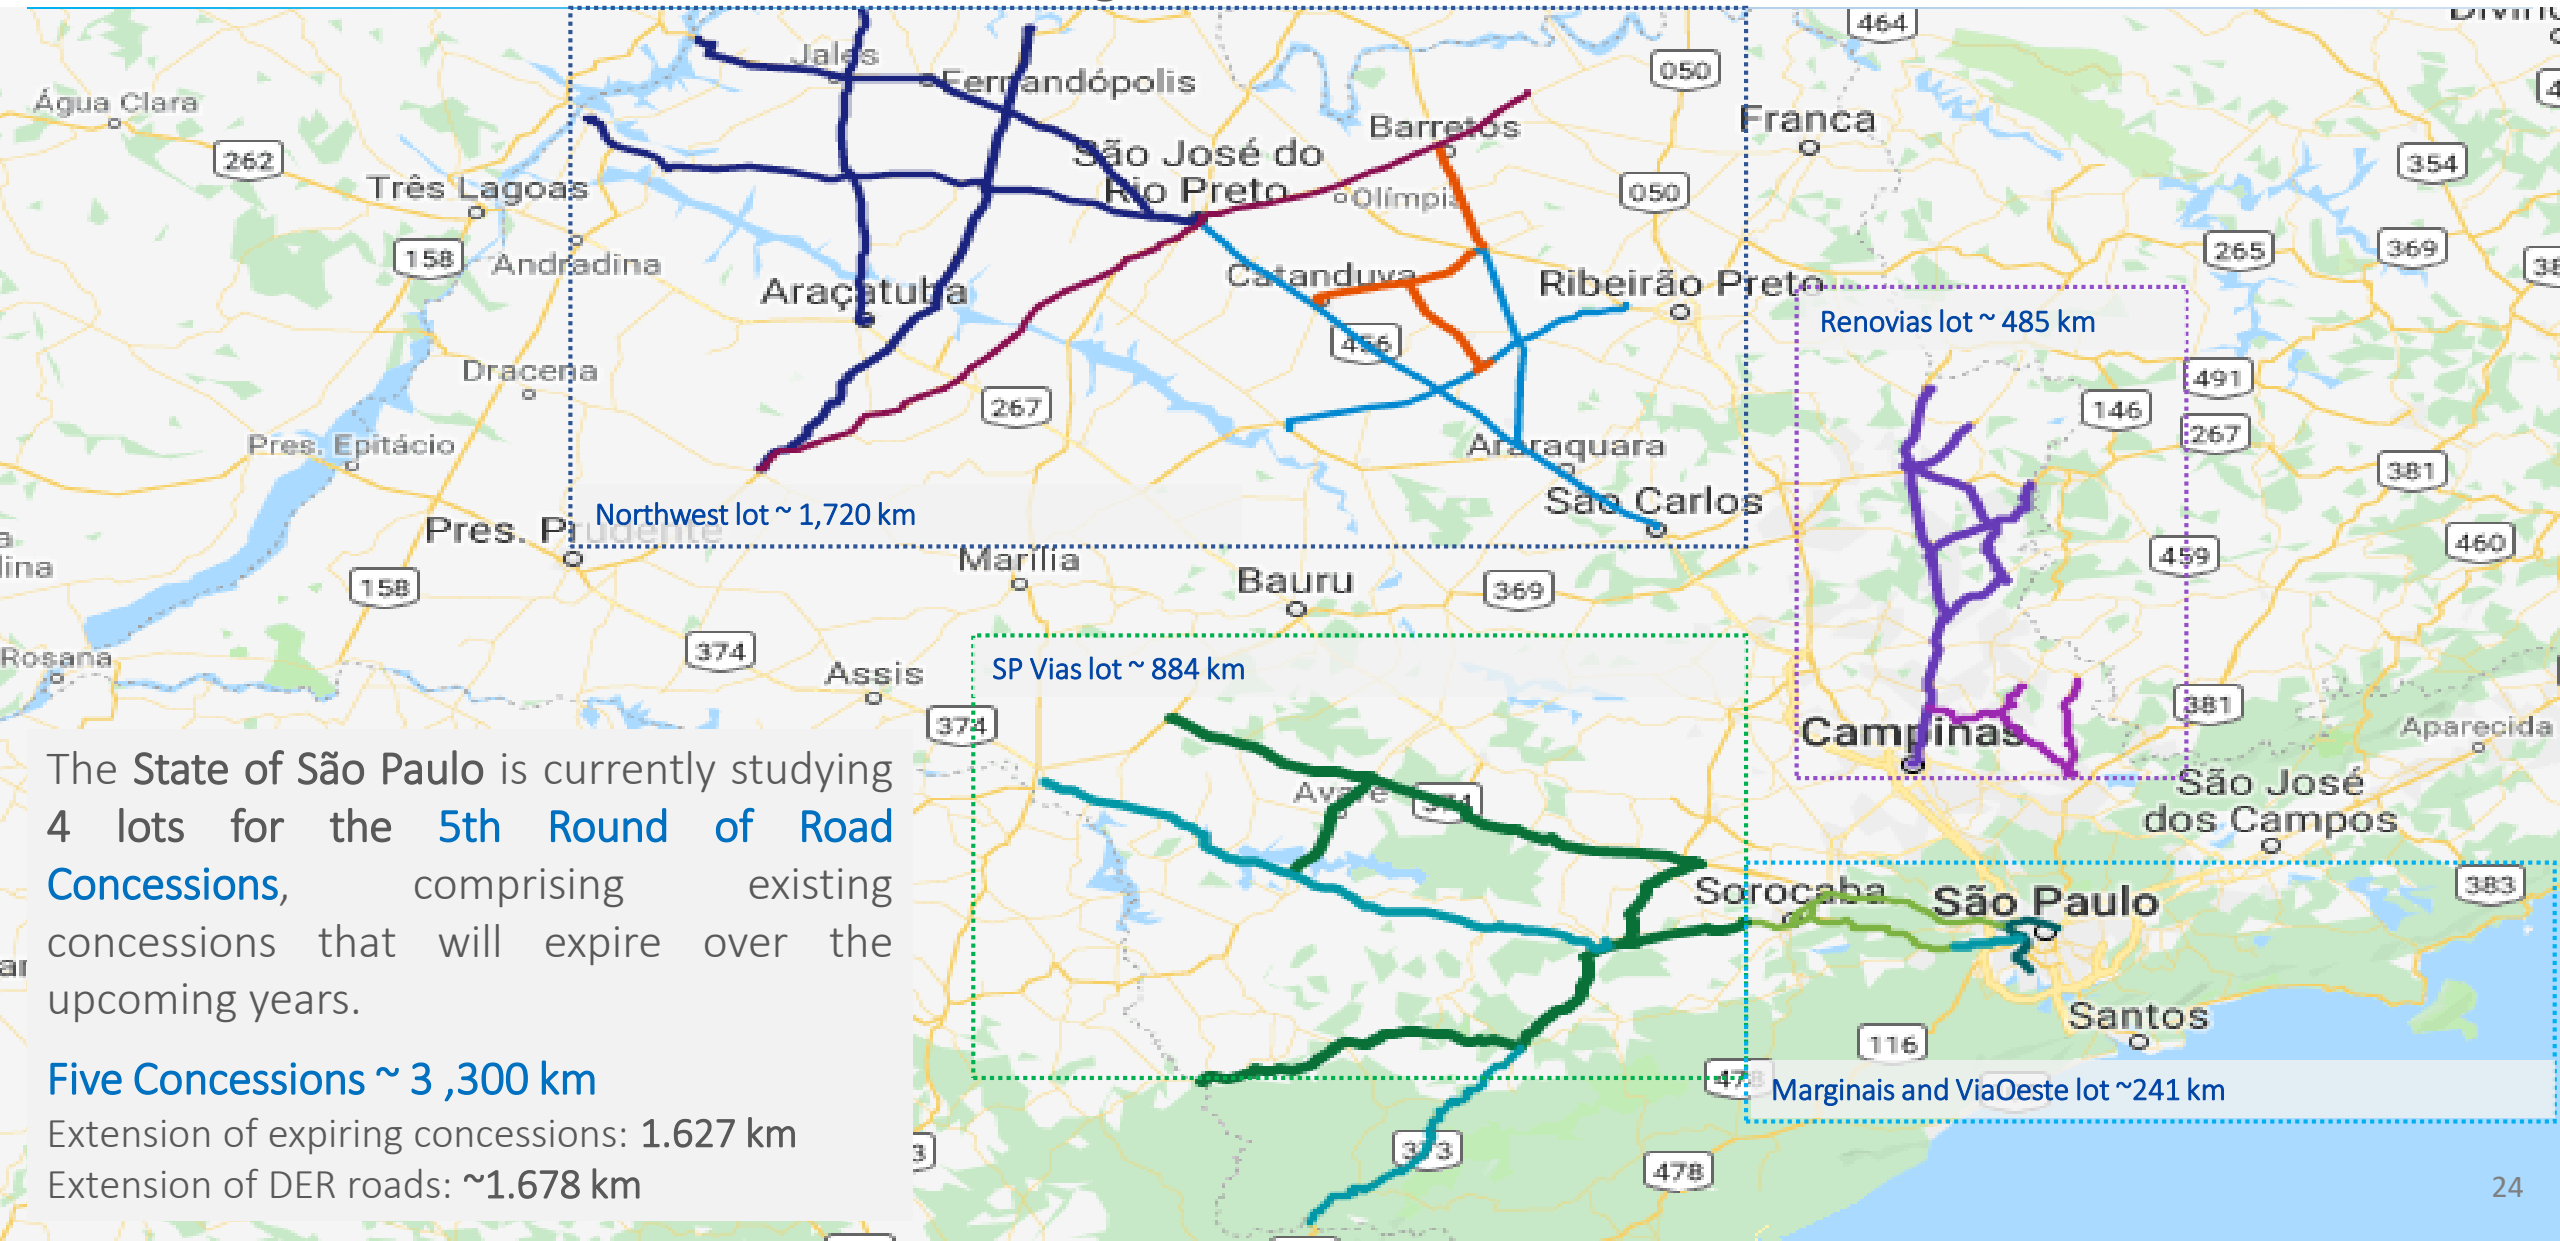 464
Jales
Fernandópolis
050
Água Clara
Barretos
Franca
262
São José do
Rio Preto
354
Três Lagoas
Olímpia
050
158
Andradina
265
369
Catanduva
Ribeirão Preto
Araçatuba
Renovias lot ~ 485 km
456
Dracena
491
267
146
Pres. Epitácio
267
Araraquara
381
São Carlos
Northwest lot ~ 1,720 km
Pres. Prudente
460
Marília
459
Bauru
158
369
374
Rosana
SP Vias lot ~ 884 km
Assis
374
381
Campinas
Aparecida
The State of São Paulo is currently studying
4 lots for the 5th Round of Road
Concessions, comprising existing
concessions that will expire over the
upcoming years.
Five Concessions ~ 3 ,300 km
Extension of expiring concessions: 1.627 km
Extension of DER roads: ~1.678 km
Avaré
374
São José
dos Campos
Sorocaba
São Paulo
383
Santos
116
478
Marginais and ViaOeste lot ~241 km
373
478
24